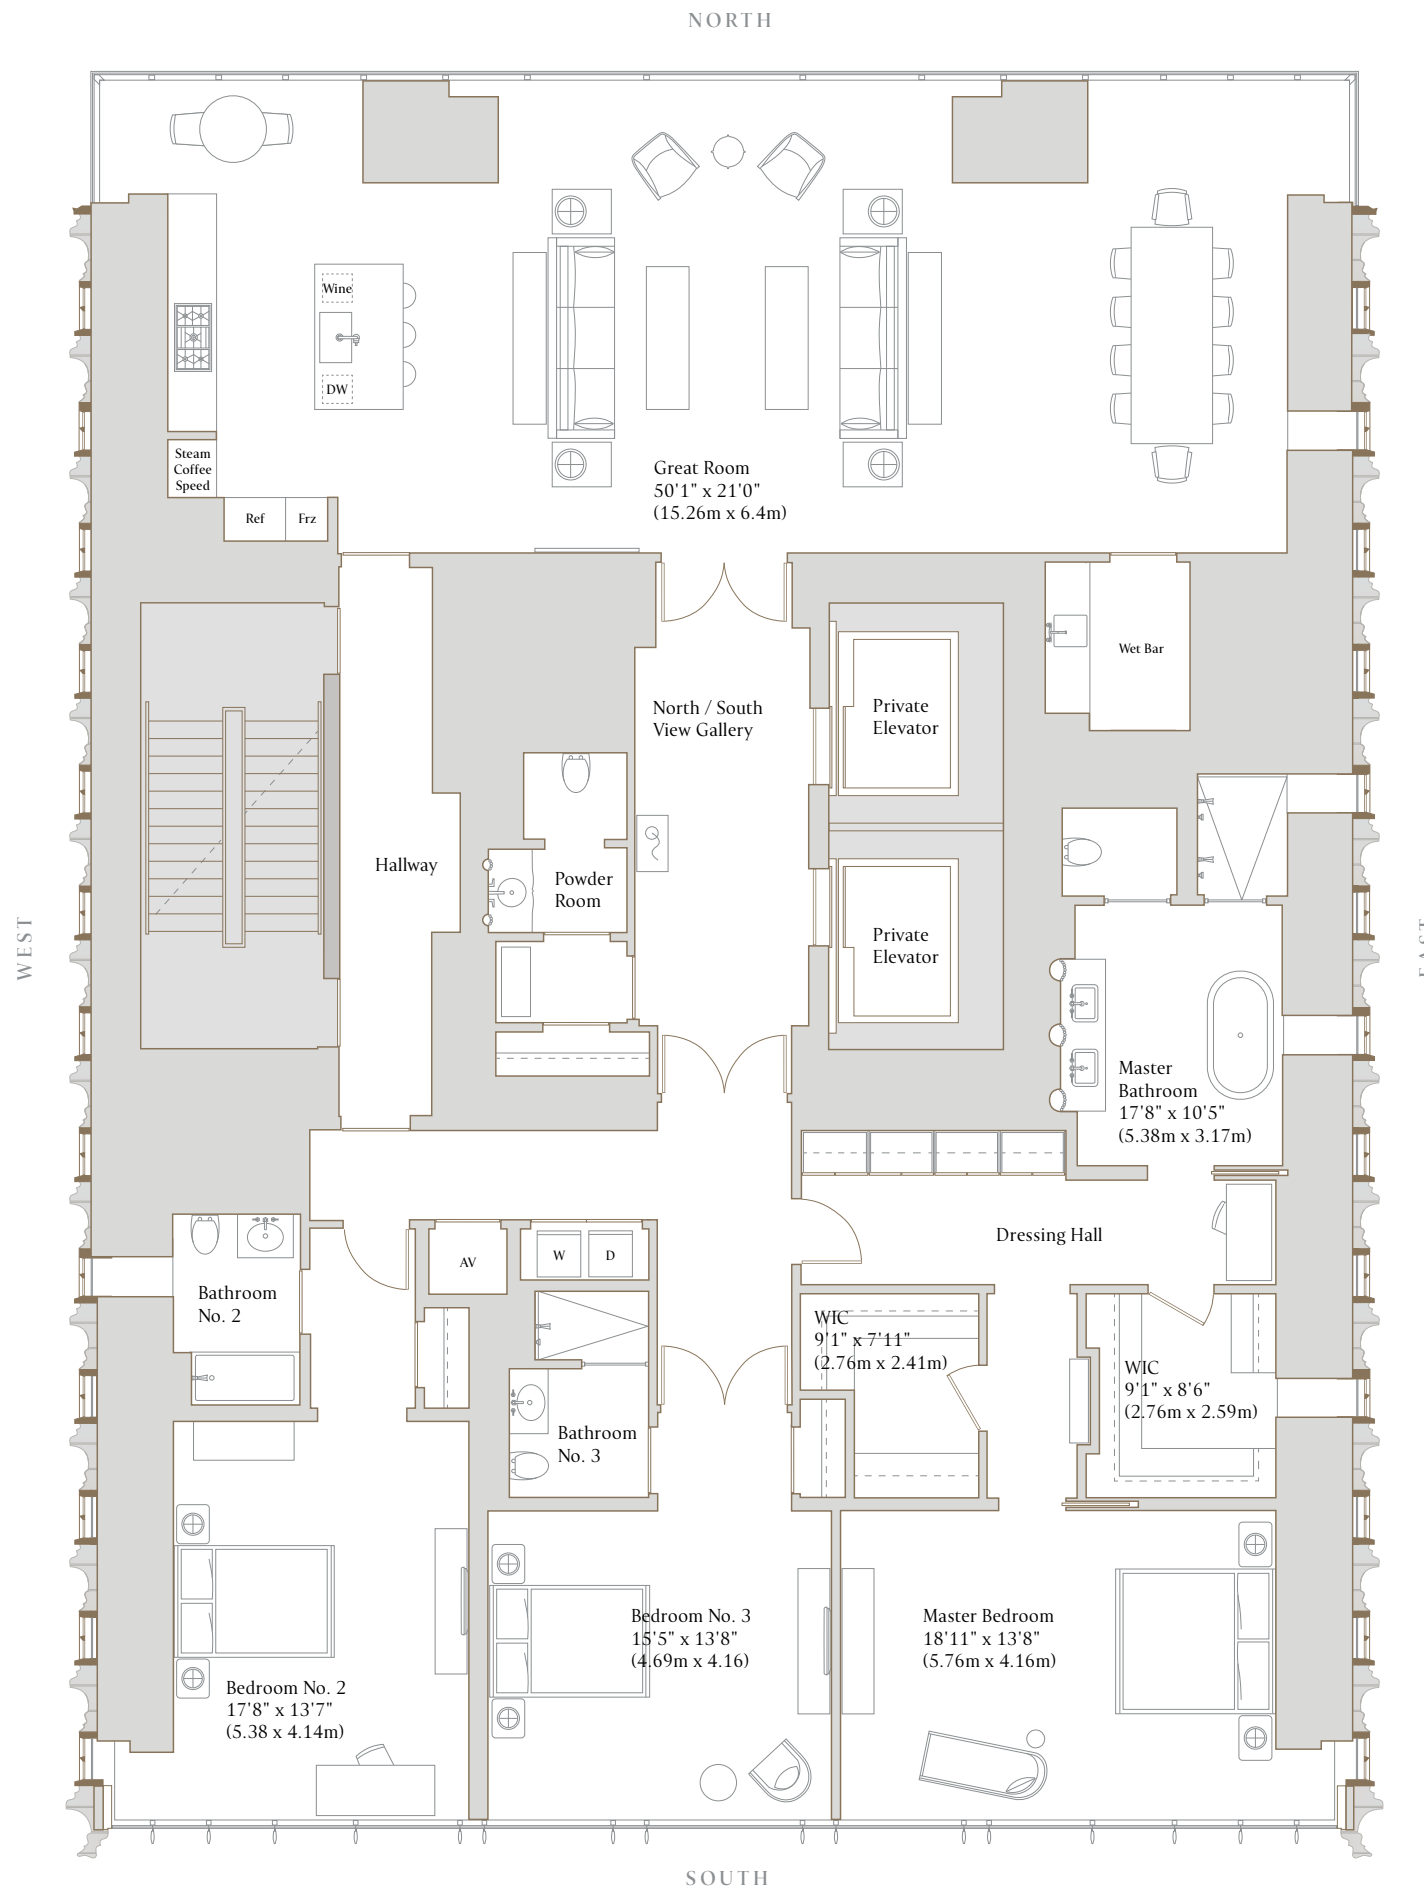 NORTH
Wine
DW
Steam
Coffee
Speed
Ref
Frz
Great Room
50'1" x 21'0"
(15.26m x 6.4m)
Wet Bar
North / South
View Gallery
Private
Elevator
Hallway
Powder
Room
Private
Elevator
WEST
EAST
Master
Bathroom
17'8" x 10'5"
(5.38m x 3.17m)
Dressing Hall
AV
W
D
Bathroom
No. 2
WIC
9'1" x 7'11"
(2.76m x 2.41m)
WIC
9'1" x 8'6"
(2.76m x 2.59m)
Bathroom
No. 3
Bedroom No. 2
17'8" x 13'7"
(5.38 x 4.14m)
Bedroom No. 3
15'5" x 13'8"
(4.69m x 4.16)
Master Bedroom
18'11" x 13'8"
(5.76m x 4.16m)
SOUTH